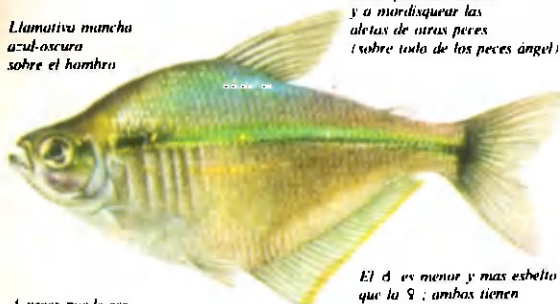 Llamativa mancha
azul-oscura
sobre el hombro
y a mordisquear las
aletas de otros peces
(sobre todo de los peces ángel)
El ♂ es menor y mas esbelto
que la ♀ ; ambos tienen